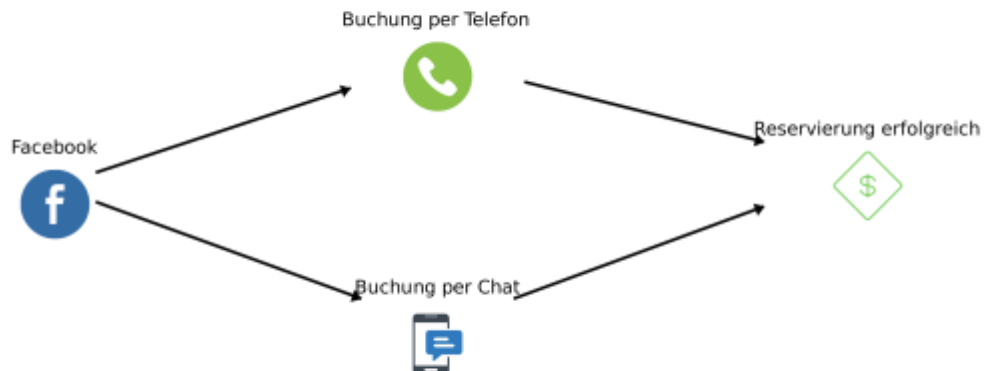 Buchung per Telefon
Facebook
Reservierung erfolgreich
Buchung per Chat